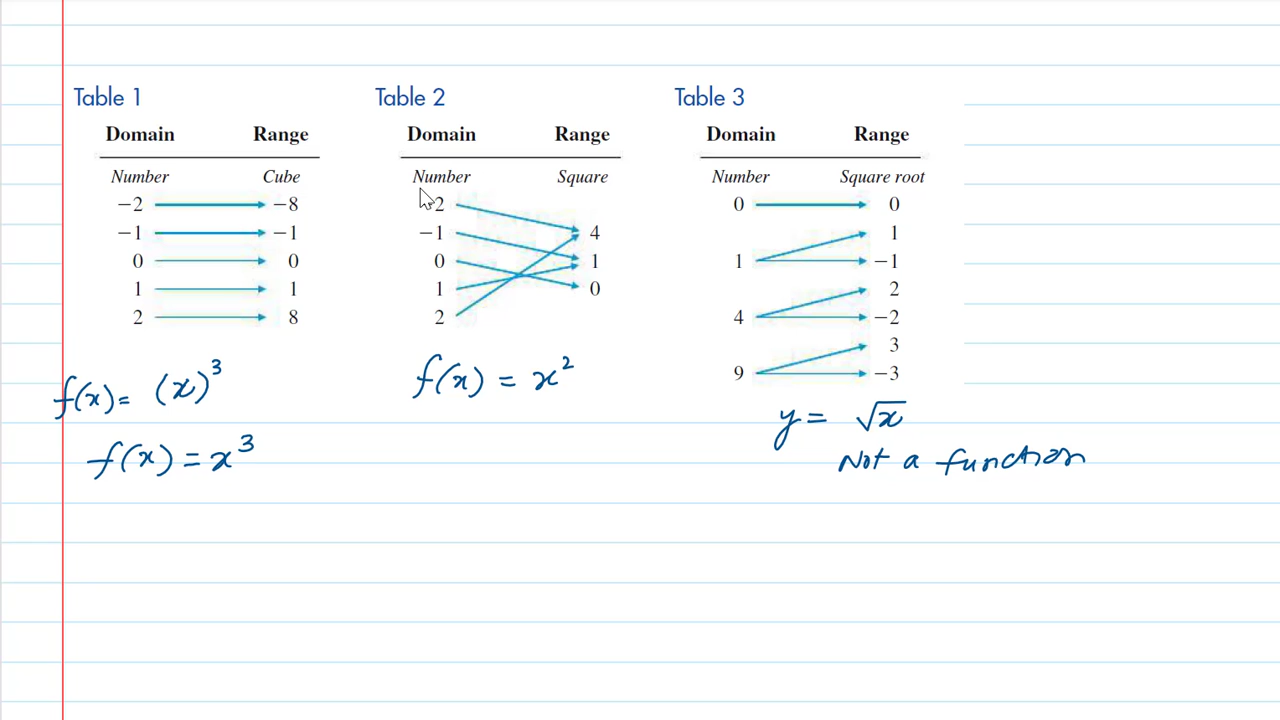 Table 1
Domain Range
Number Cube
−2 −8
−1 −1
0 0
1 1
2 8
f(x) = (x)³
f(x) = x³
Table 2
Domain Range
Number Square
2
4
−1
1
0
0
1
2
f(x) = x²
Table 3
Domain Range
Number Square root
0 0
1
1 −1
2
4 −2
3
9 −3
y = √x
Not a function